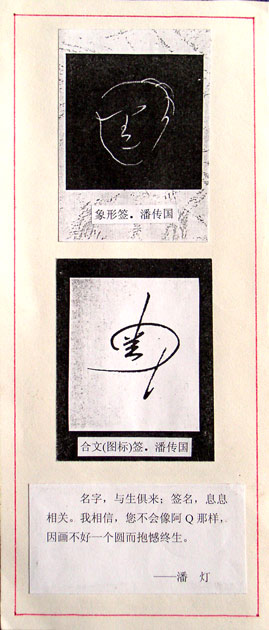 象形签。潘传国
合文(图标)签。潘传国
名字，与生俱来；签名，息息
相关。我相信，您不会像阿Q那样，
因画不好一个圆而抱憾终生。
——潘 灯